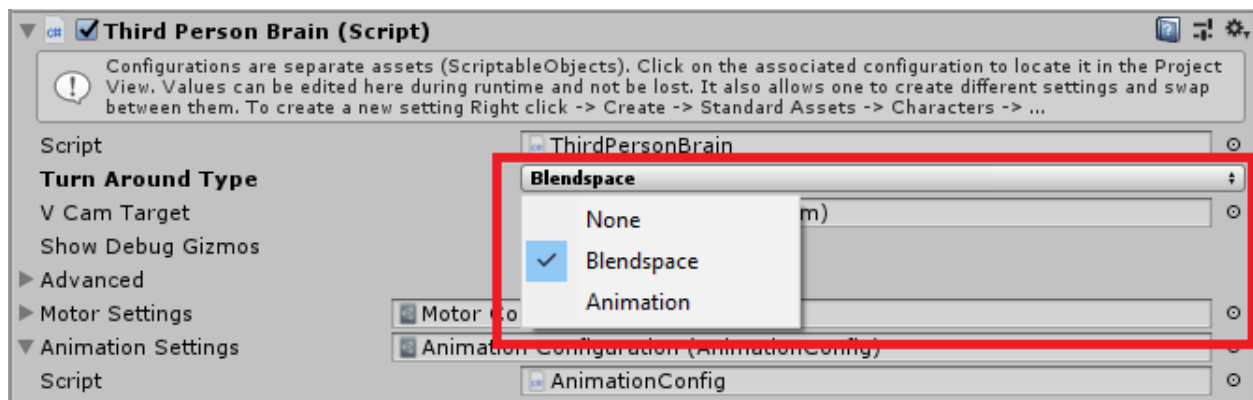 Third Person Brain (Script)
Configurations are separate assets (ScriptableObjects). Click on the associated configuration to locate it in the Project
View. Values can be edited here during runtime and not be lost. It also allows one to create different settings and swap
between them. To create a new setting Right click -> Create -> Standard Assets -> Characters -> ...
Script ThirdPersonBrain
Turn Around Type Blendspace
V Cam Target m)
None
Show Debug Gizmos
Blendspace
Advanced
Animation
Motor Settings Motor Co
Animation Settings Animation Configuration (AnimationConfig)
Script AnimationConfig